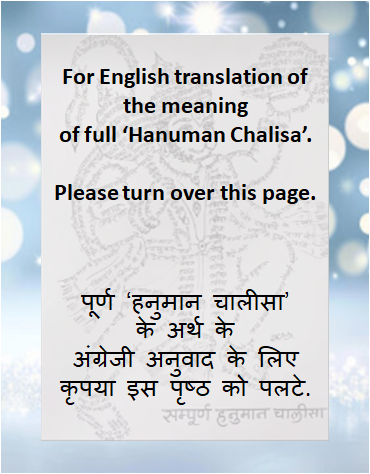 For English translation of
the meaning
of full ‘Hanuman Chalisa’.
Please turn over this page.
पूर्ण ‘हनुमान चालीसा’
के अर्थ के
अंग्रेजी अनुवाद के लिए
कृपया इस पृष्ठ को पलटे.
सम्पूर्ण हनुमान चालीसा